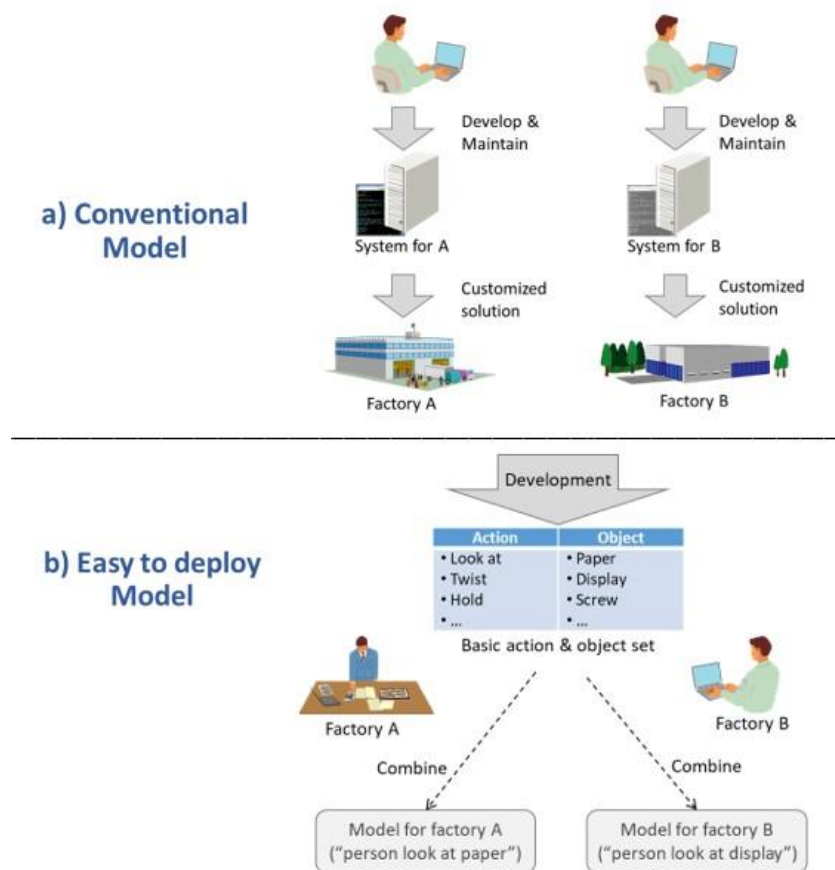 Develop &
Maintain
Develop &
Maintain
a) Conventional
Model
System for A
System for B
Customized
solution
Customized
solution
Factory A
Factory B
Development
b) Easy to deploy
Model
Action
Object
• Look at
• Paper
• Twist
• Display
• Hold
• Screw
• ...
• ...
Basic action & object set
Factory A
Factory B
Combine
Combine
Model for factory A
("person look at paper")
Model for factory B
("person look at display")